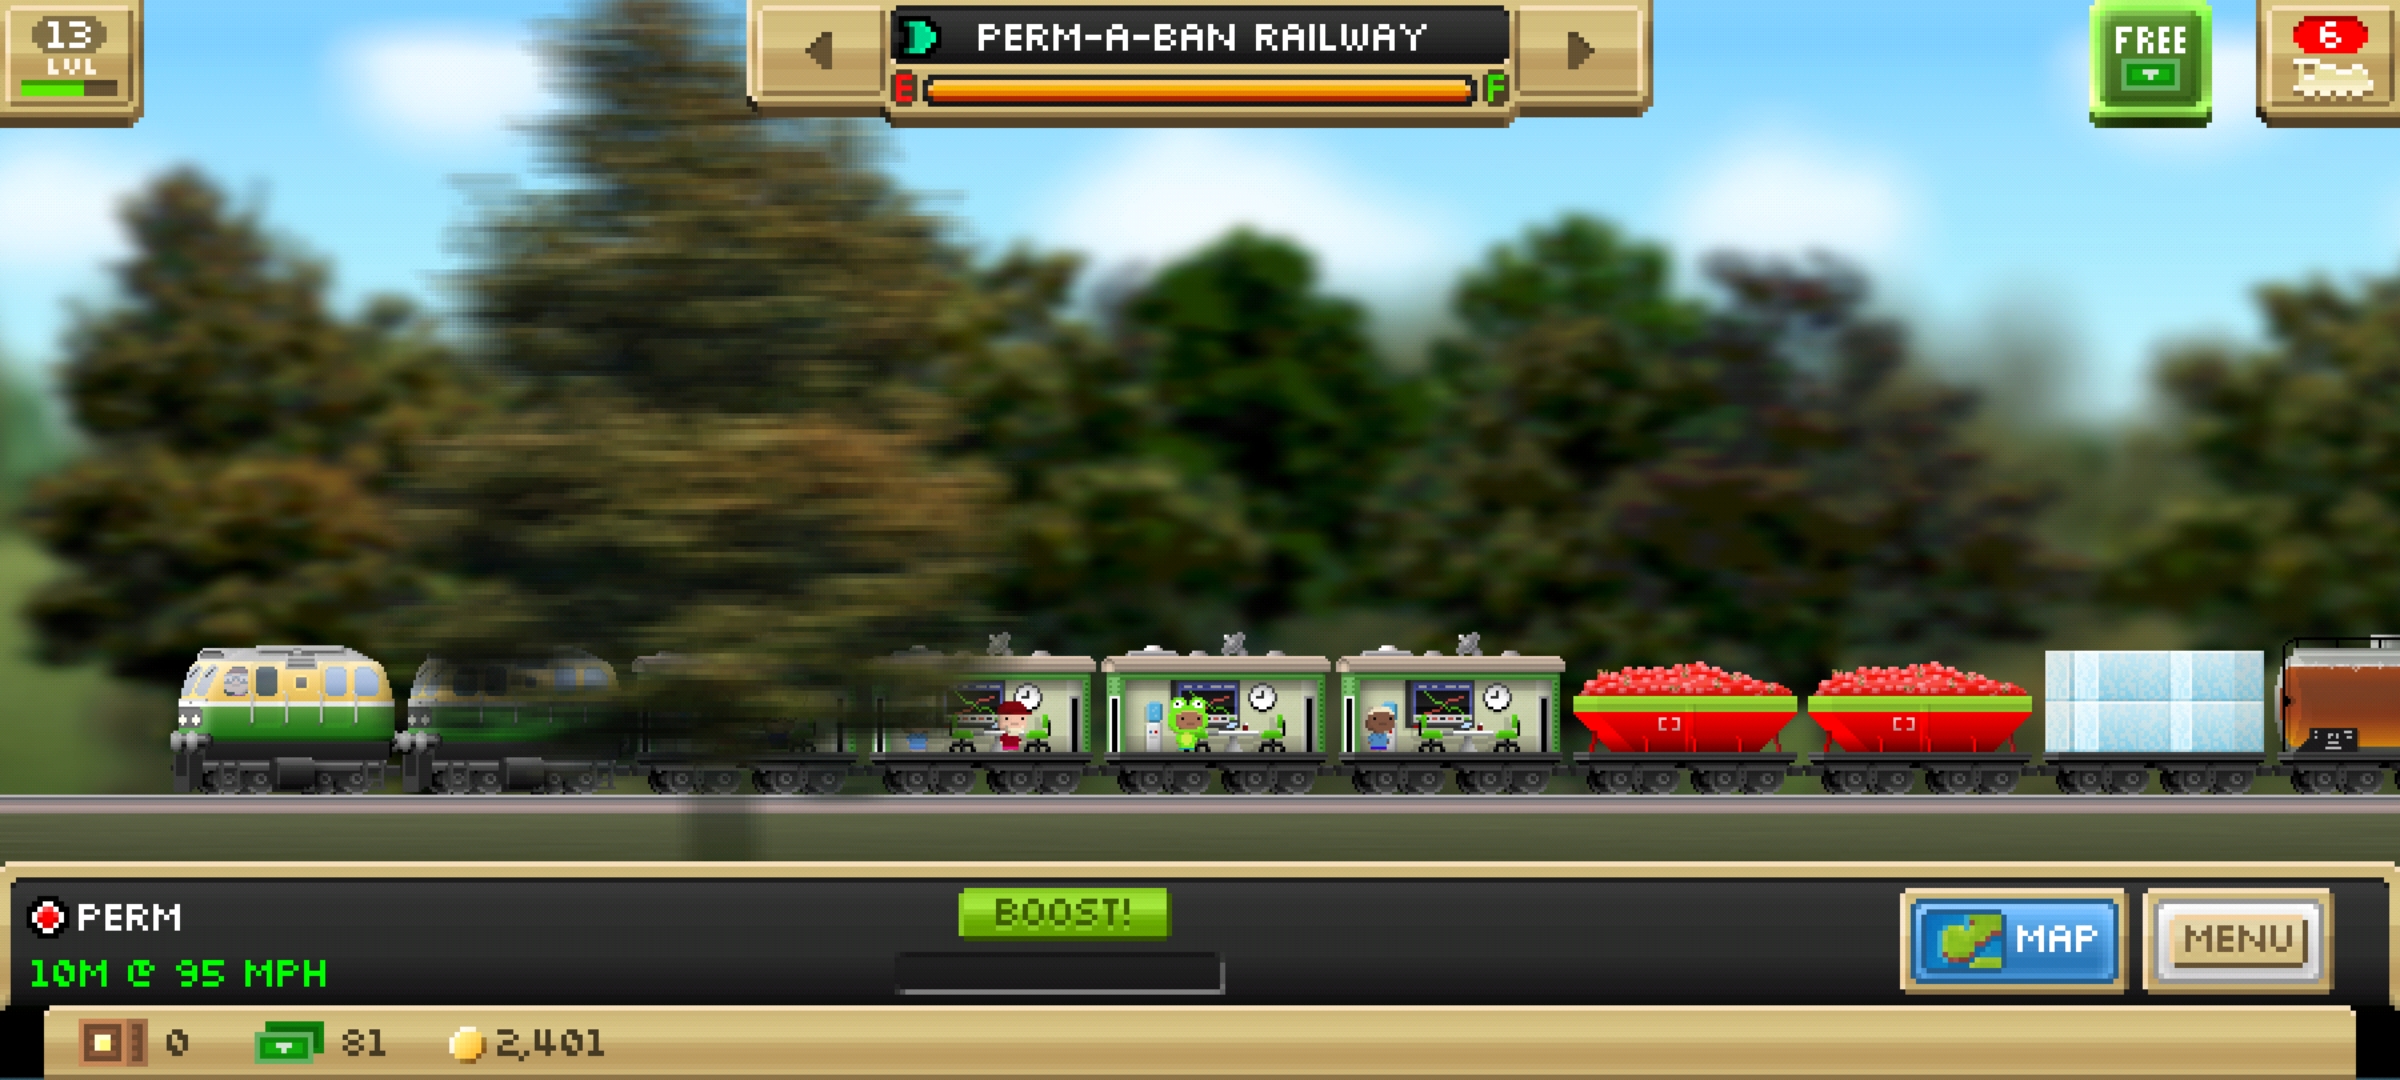 13
LVL
PERM-A-BAN RAILWAY
E F
FREE
6
PERM
10M @ 95 MPH
BOOST!
MAP
MENU
0 81 2,401